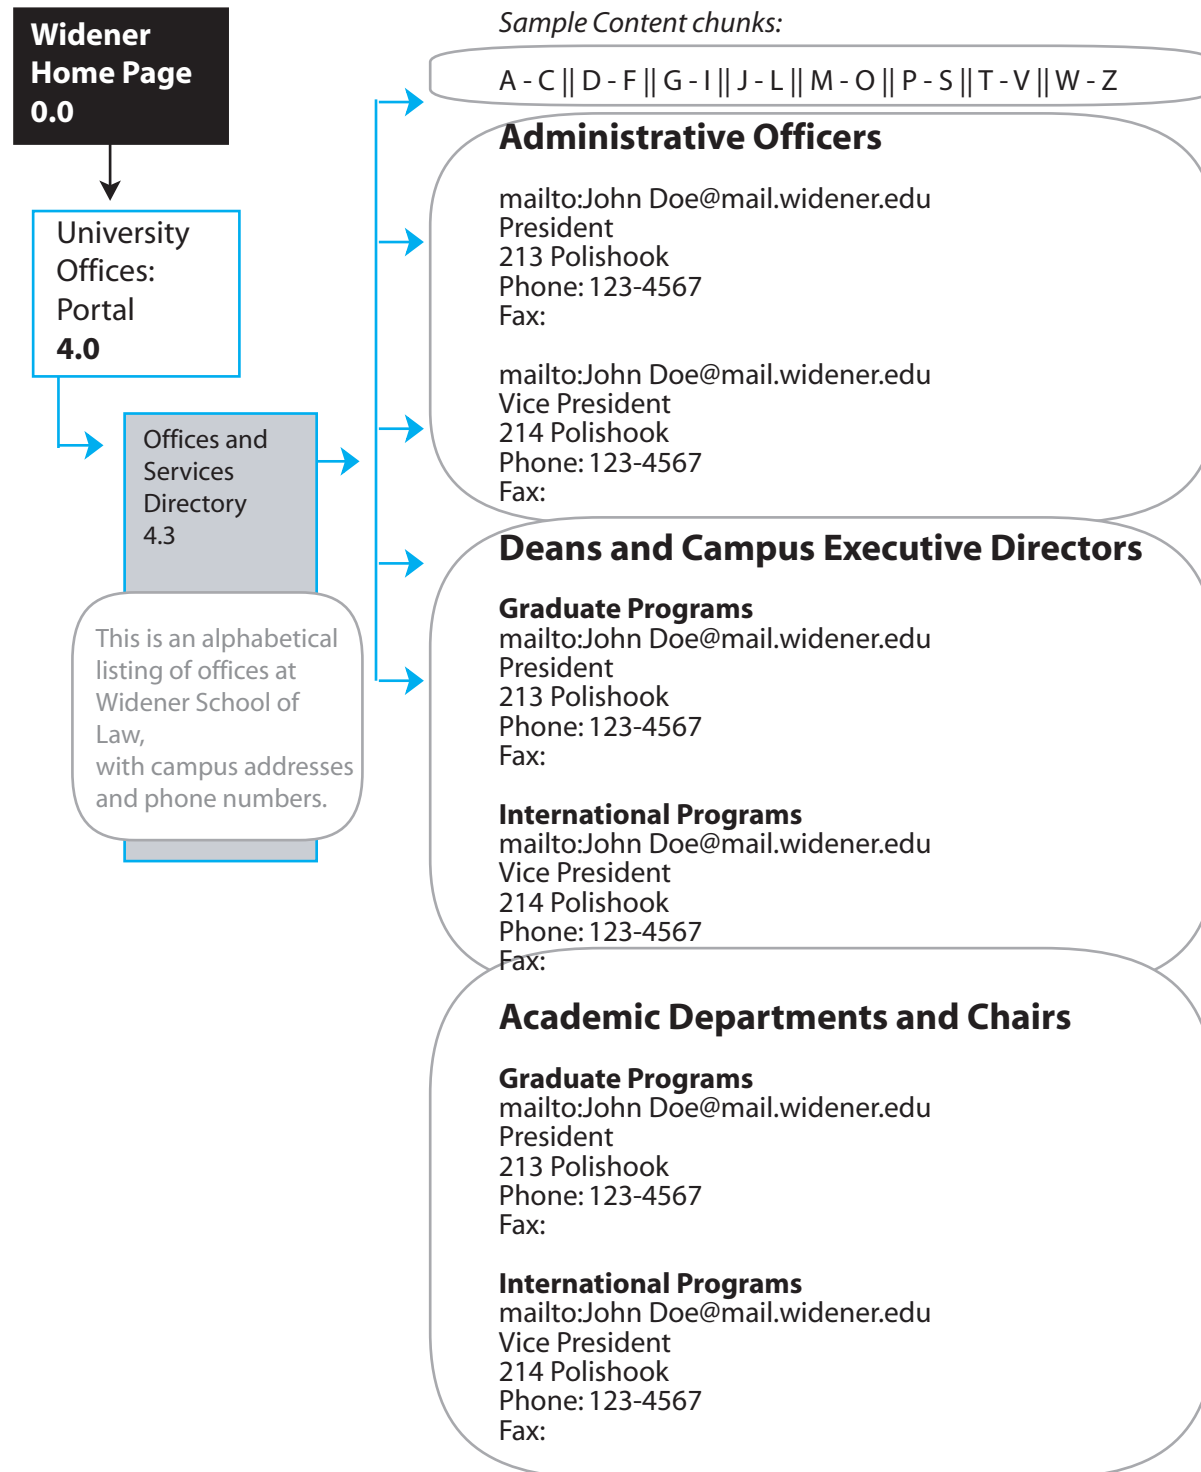 Widener
Home Page
0.0
University
Offices:
Portal
4.0
Offices and
Services
Directory
4.3
This is an alphabetical
listing of offices at
Widener School of
Law,
with campus addresses
and phone numbers.
Sample Content chunks:
A - C || D - F || G - I || J - L || M - O || P - S || T - V || W - Z
Administrative Officers
mailto:John Doe@mail.widener.edu
President
213 Polishook
Phone: 123-4567
Fax:
mailto:John Doe@mail.widener.edu
Vice President
214 Polishook
Phone: 123-4567
Fax:
Deans and Campus Executive Directors
Graduate Programs
mailto:John Doe@mail.widener.edu
President
213 Polishook
Phone: 123-4567
Fax:
International Programs
mailto:John Doe@mail.widener.edu
Vice President
214 Polishook
Phone: 123-4567
Fax:
Academic Departments and Chairs
Graduate Programs
mailto:John Doe@mail.widener.edu
President
213 Polishook
Phone: 123-4567
Fax:
International Programs
mailto:John Doe@mail.widener.edu
Vice President
214 Polishook
Phone: 123-4567
Fax: